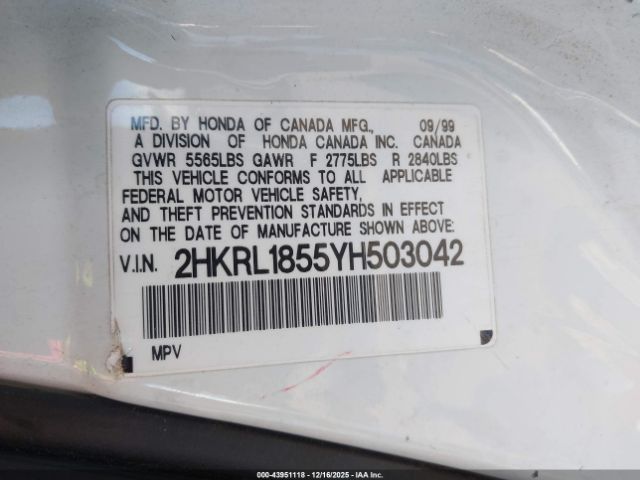 MFD. BY HONDA OF CANADA MFG., 09/99
A DIVISION OF HONDA CANADA INC. CANADA
GVWR 5565LBS GAWR F 2775LBS R 2840LBS
THIS VEHICLE CONFORMS TO ALL APPLICABLE
FEDERAL MOTOR VEHICLE SAFETY,
AND THEFT PREVENTION STANDARDS IN EFFECT
ON THE DATE OF MANUFACTURE SHOWN ABOVE:
V.I.N. 2HKRL1855YH503042
MPV
000-43951118 - 12/16/2025 - IAA Inc.